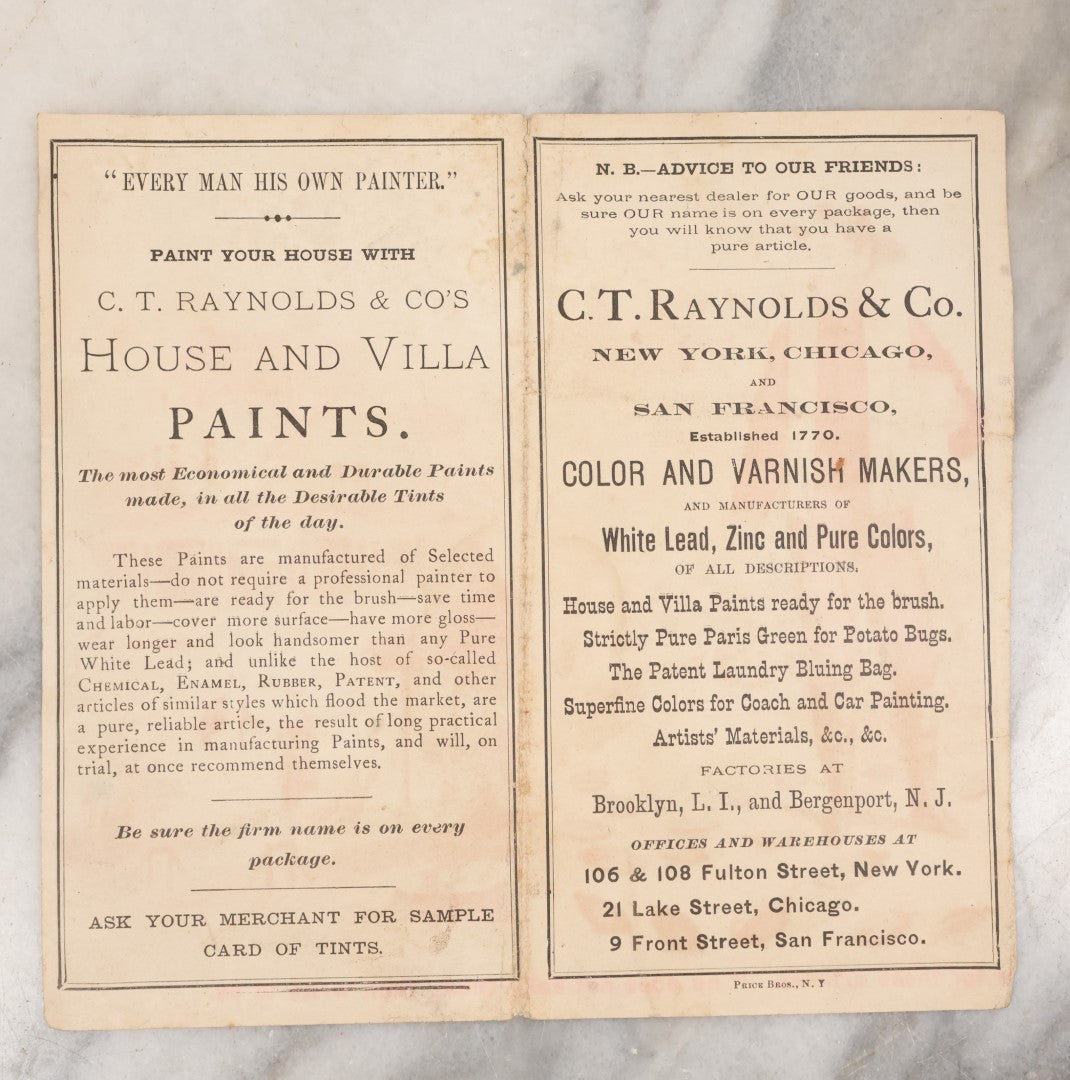 “EVERY MAN HIS OWN PAINTER.”
PAINT YOUR HOUSE WITH
C. T. RAYNOLDS & CO'S
HOUSE AND VILLA
PAINTS.
The most Economical and Durable Paints
made, in all the Desirable Tints
of the day.
These Paints are manufactured of Selected
materials—do not require a professional painter to
apply them—are ready for the brush—save time
and labor—cover more surface—have more gloss—
wear longer and look handsomer than any Pure
White Lead; and unlike the host of so-called
CHEMICAL, ENAMEL, RUBBER, PATENT, and other
articles of similar styles which flood the market, are
a pure, reliable article, the result of long practical
experience in manufacturing Paints, and will, on
trial, at once recommend themselves.
Be sure the firm name is on every
package.
ASK YOUR MERCHANT FOR SAMPLE
CARD OF TINTS.
N. B.—ADVICE TO OUR FRIENDS:
Ask your nearest dealer for OUR goods, and be
sure OUR name is on every package, then
you will know that you have a
pure article.
C. T. RAYNOLDS & CO.
NEW YORK, CHICAGO,
AND
SAN FRANCISCO,
Established 1770.
COLOR AND VARNISH MAKERS,
AND MANUFACTURERS OF
White Lead, Zinc and Pure Colors,
OF ALL DESCRIPTIONS.
House and Villa Paints ready for the brush.
Strictly Pure Paris Green for Potato Bugs.
The Patent Laundry Bluing Bag.
Superfine Colors for Coach and Car Painting.
Artists' Materials, &c., &c.
FACTORIES AT
Brooklyn, L. I., and Bergenport, N. J.
OFFICES AND WAREHOUSES AT
106 & 108 Fulton Street, New York.
21 Lake Street, Chicago.
9 Front Street, San Francisco.
PRICE BROS., N. Y